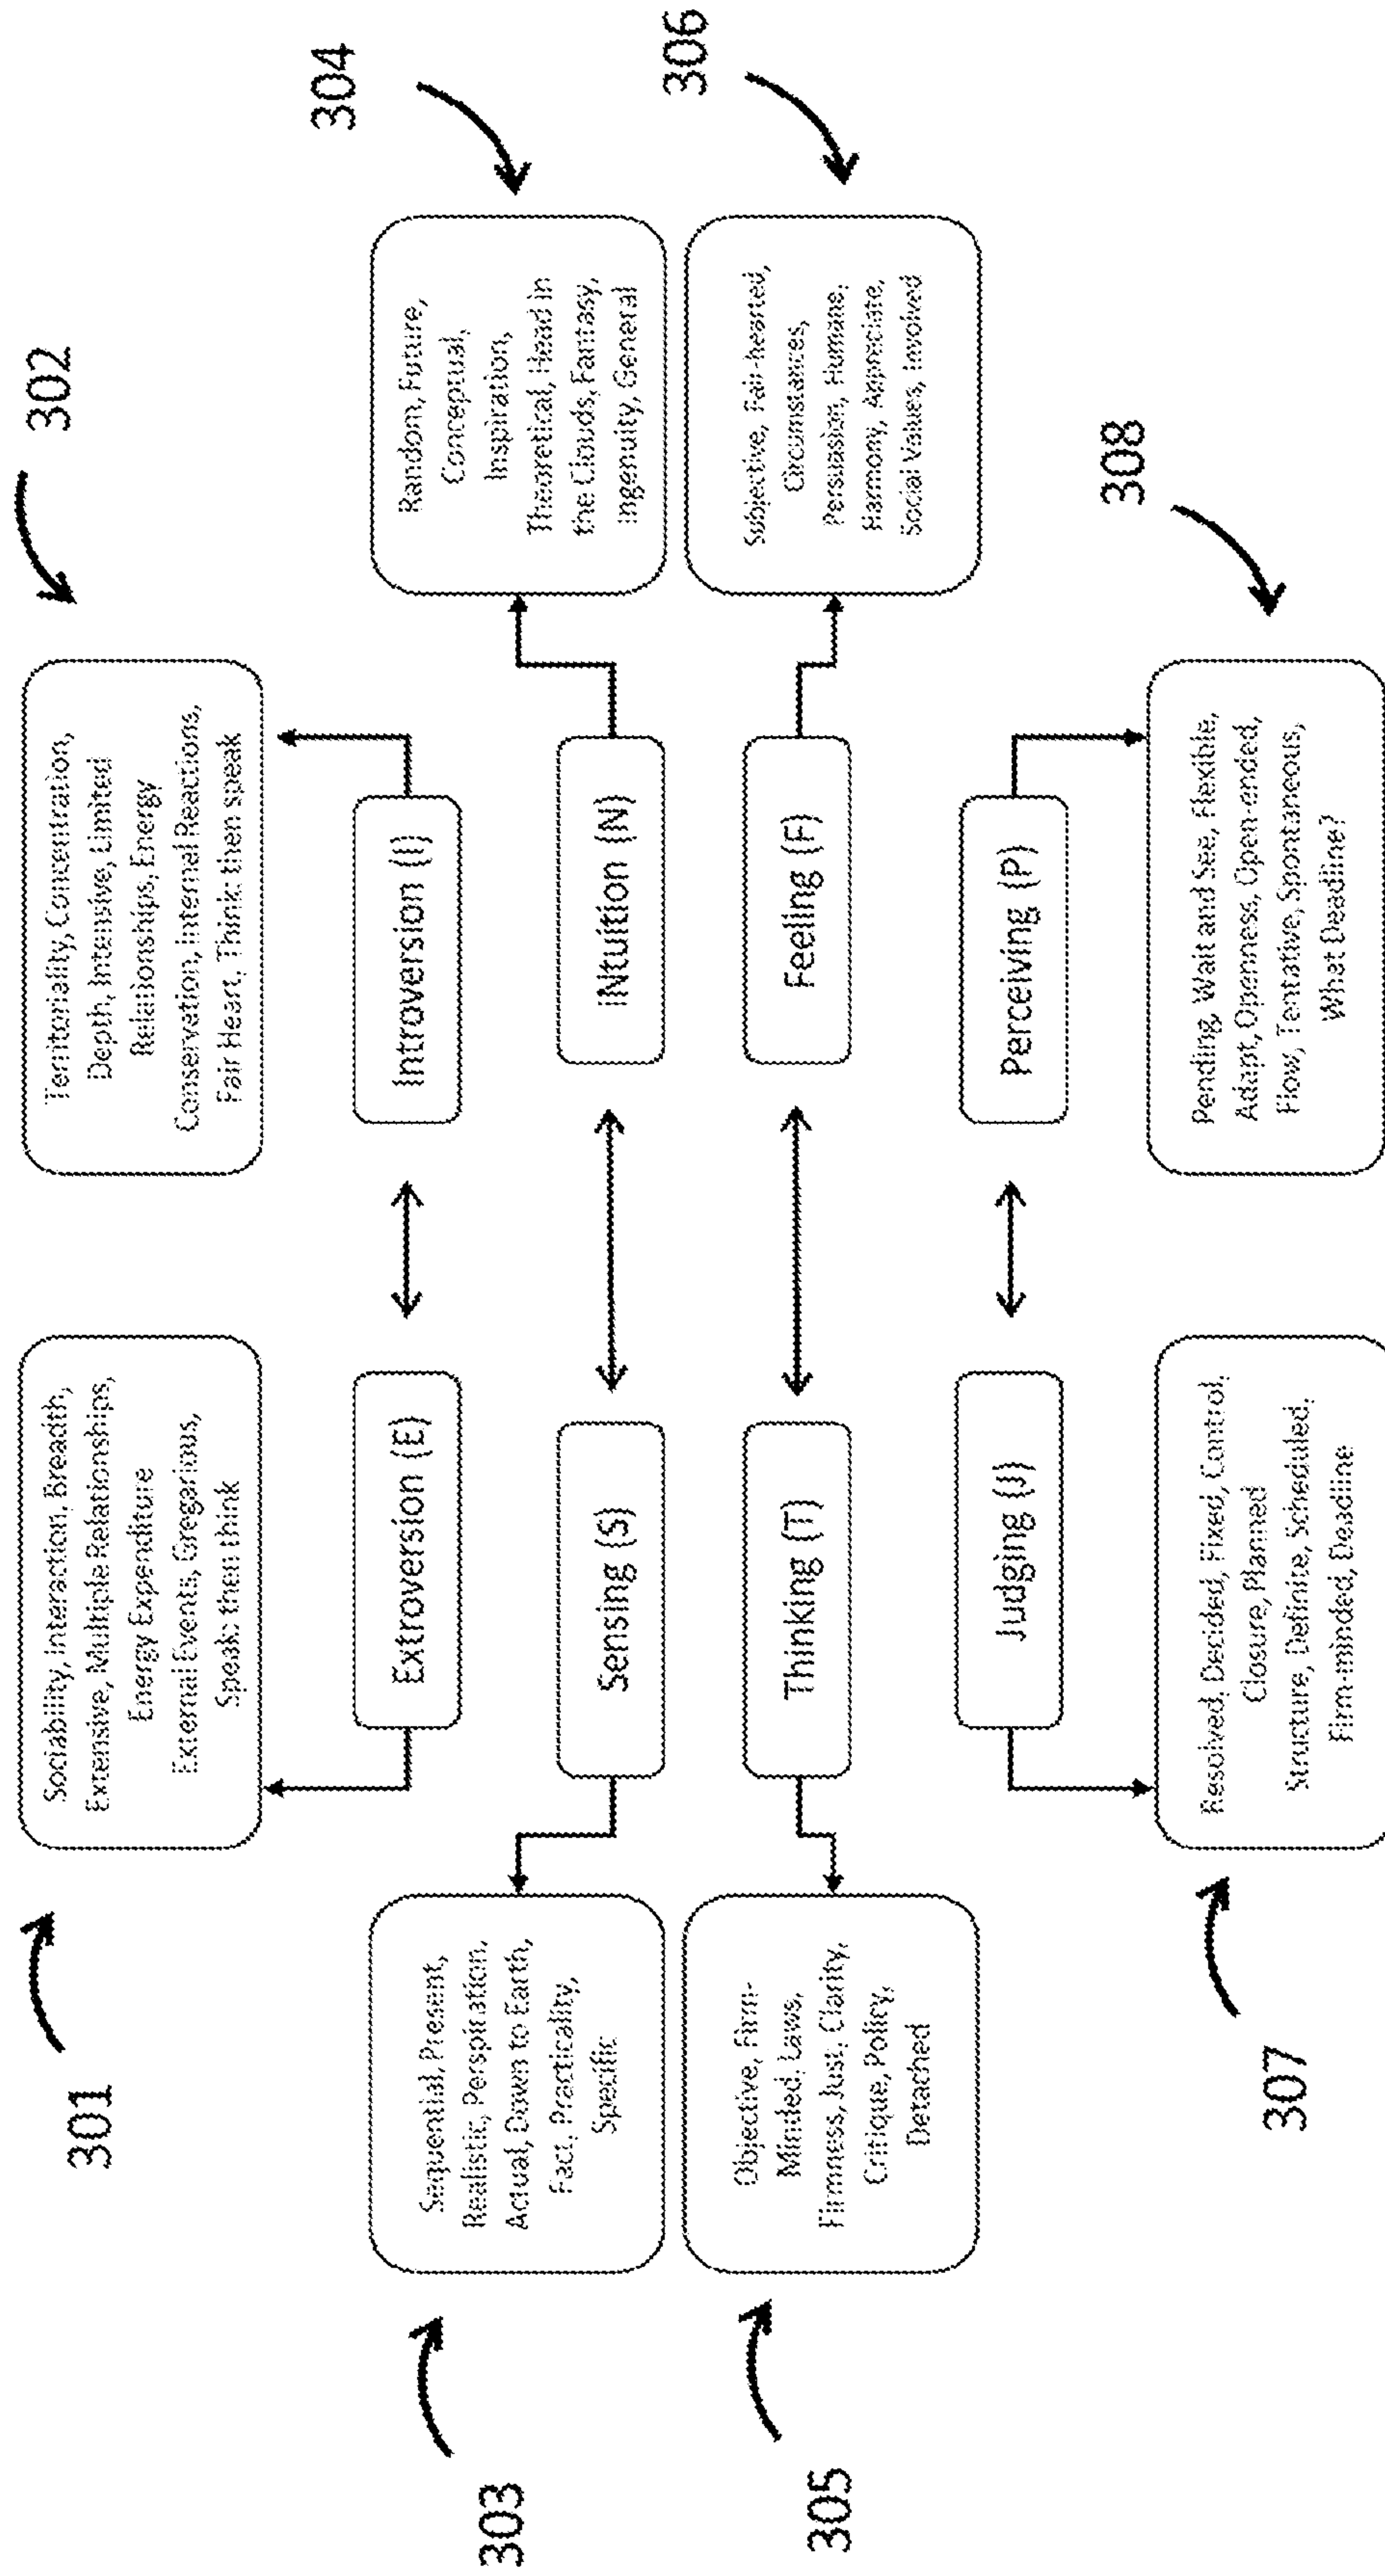 301
Sociability, Interaction, Breadth,
Extensive, Multiple Relationships,
Energy Expenditure
External Events, Gregarious,
Speak: then think
302
Territoriality, Concentration,
Depth, Intensive, Limited
Relationships, Energy
Conservation, Internal Reactions,
Fair Heart, Think: then speak
Extroversion (E)
Introversion (I)
303
Sequential, Present,
Realistic, Perspiration,
Actual, Down to Earth,
Fact, Practicality,
Specific
Sensing (S)
INtuition (N)
304
Random, Future,
Conceptual,
Inspiration,
Theoretical, Head in
the Clouds, Fantasy,
Ingenuity, General
305
Objective, Firm-
Minded, Laws,
Firmness, Just, Clarity,
Critique, Policy,
Detached
Thinking (T)
Feeling (F)
306
Subjective, Fair-hearted,
Circumstances,
Persuasion, Humane,
Harmony, Appreciate,
Social Values, Involved
Judging (J)
Perceiving (P)
307
Resolved, Decided, Fixed, Control,
Closure, Planned
Structure, Definite, Scheduled,
Firm-minded, Deadline
308
Pending, Wait and See, Flexible,
Adapt, Openness, Open-ended,
Flow, Tentative, Spontaneous,
What Deadline?